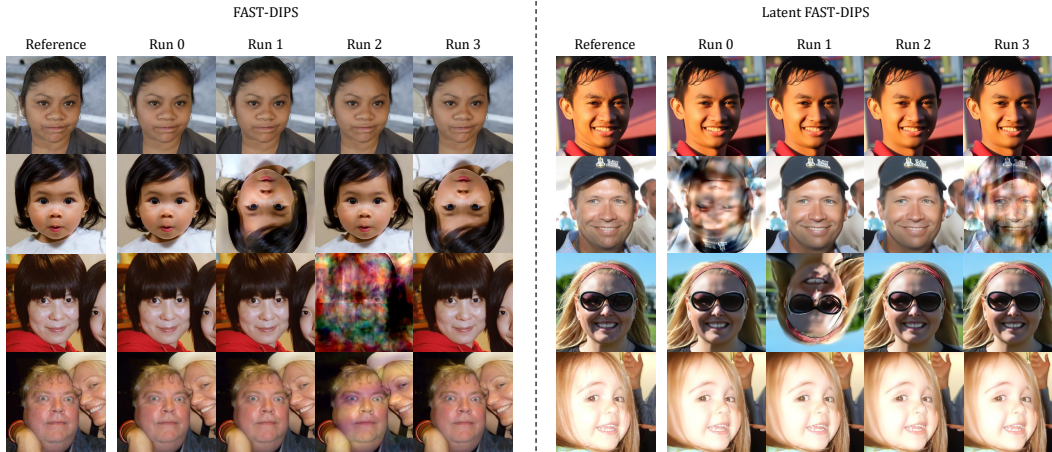 FAST-DIPS
Reference Run 0 Run 1 Run 2 Run 3
Latent FAST-DIPS
Reference Run 0 Run 1 Run 2 Run 3